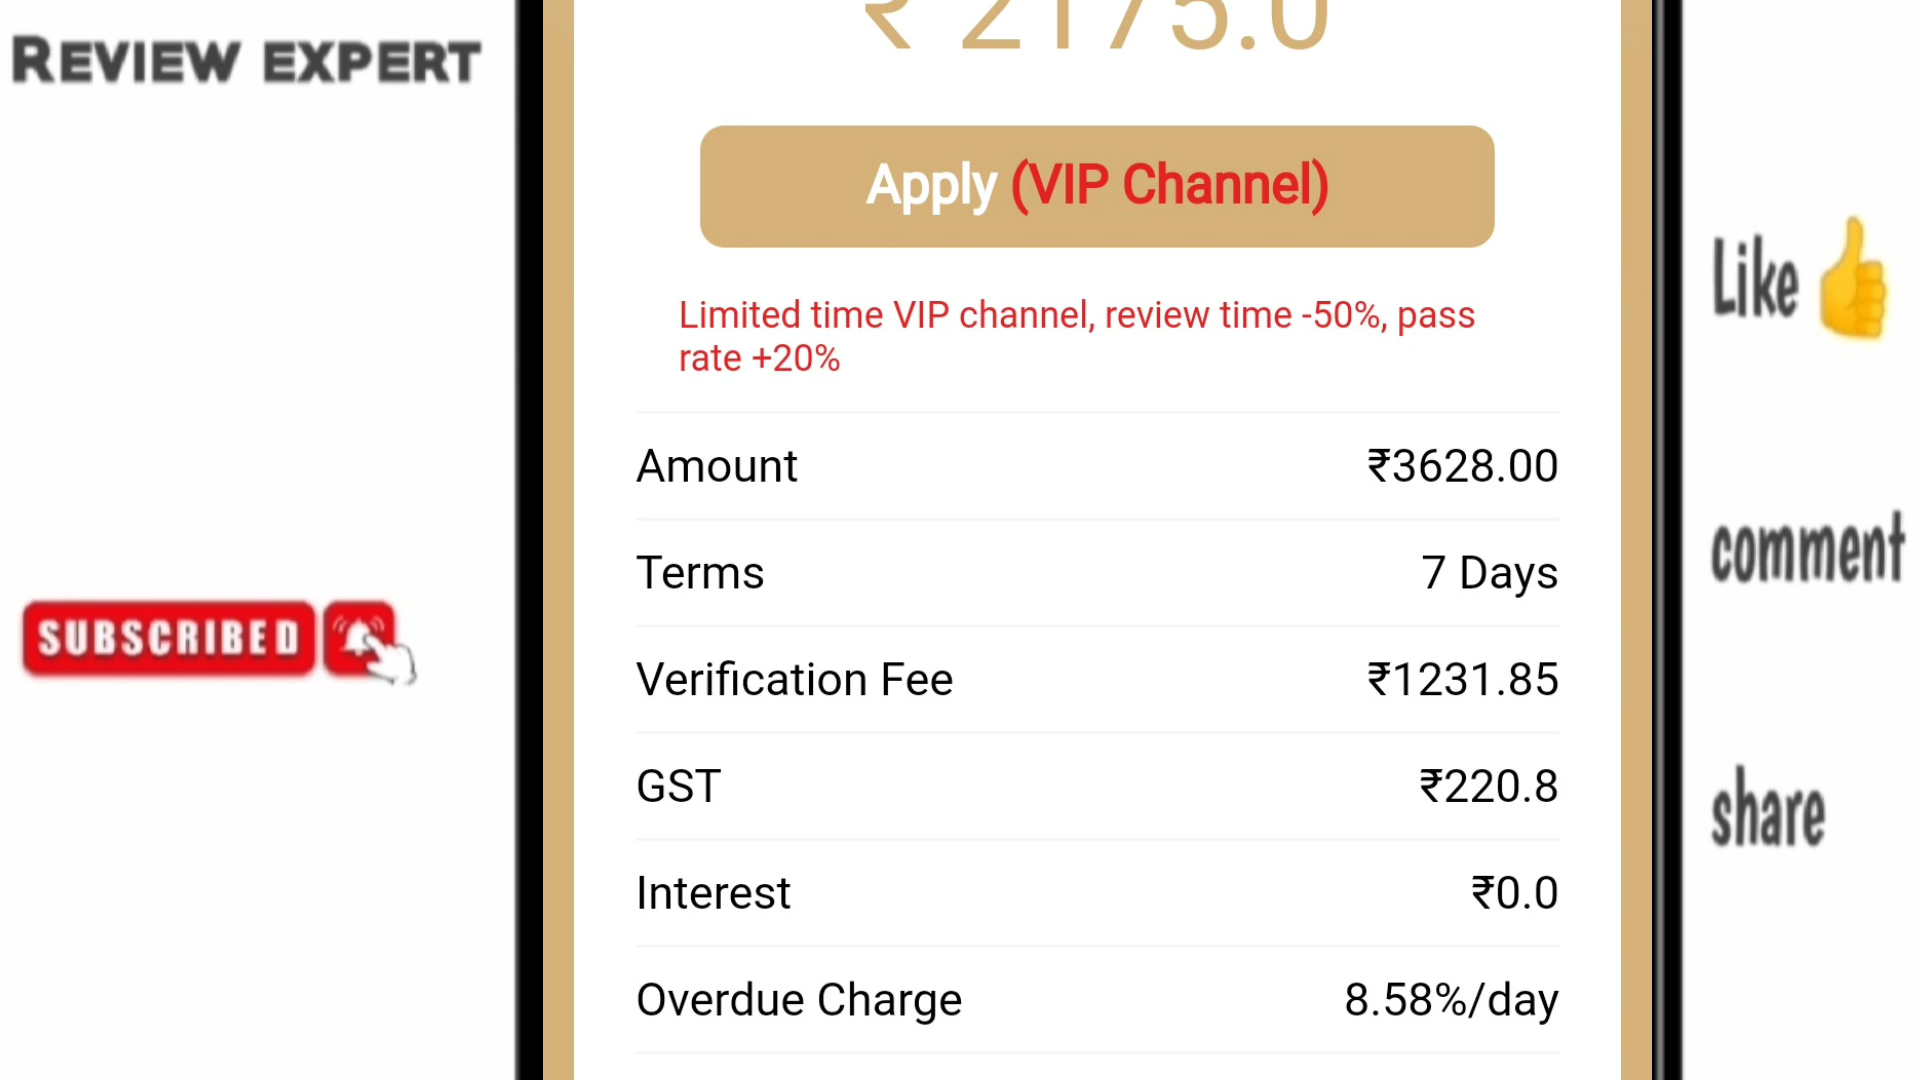 REVIEW EXPERT
SUBSCRIBED
₹ 2175.0
Apply (VIP Channel)
Limited time VIP channel, review time -50%, pass
rate +20%
Amount ₹3628.00
Terms 7 Days
Verification Fee ₹1231.85
GST ₹220.8
Interest ₹0.0
Overdue Charge 8.58%/day
Like
comment
share